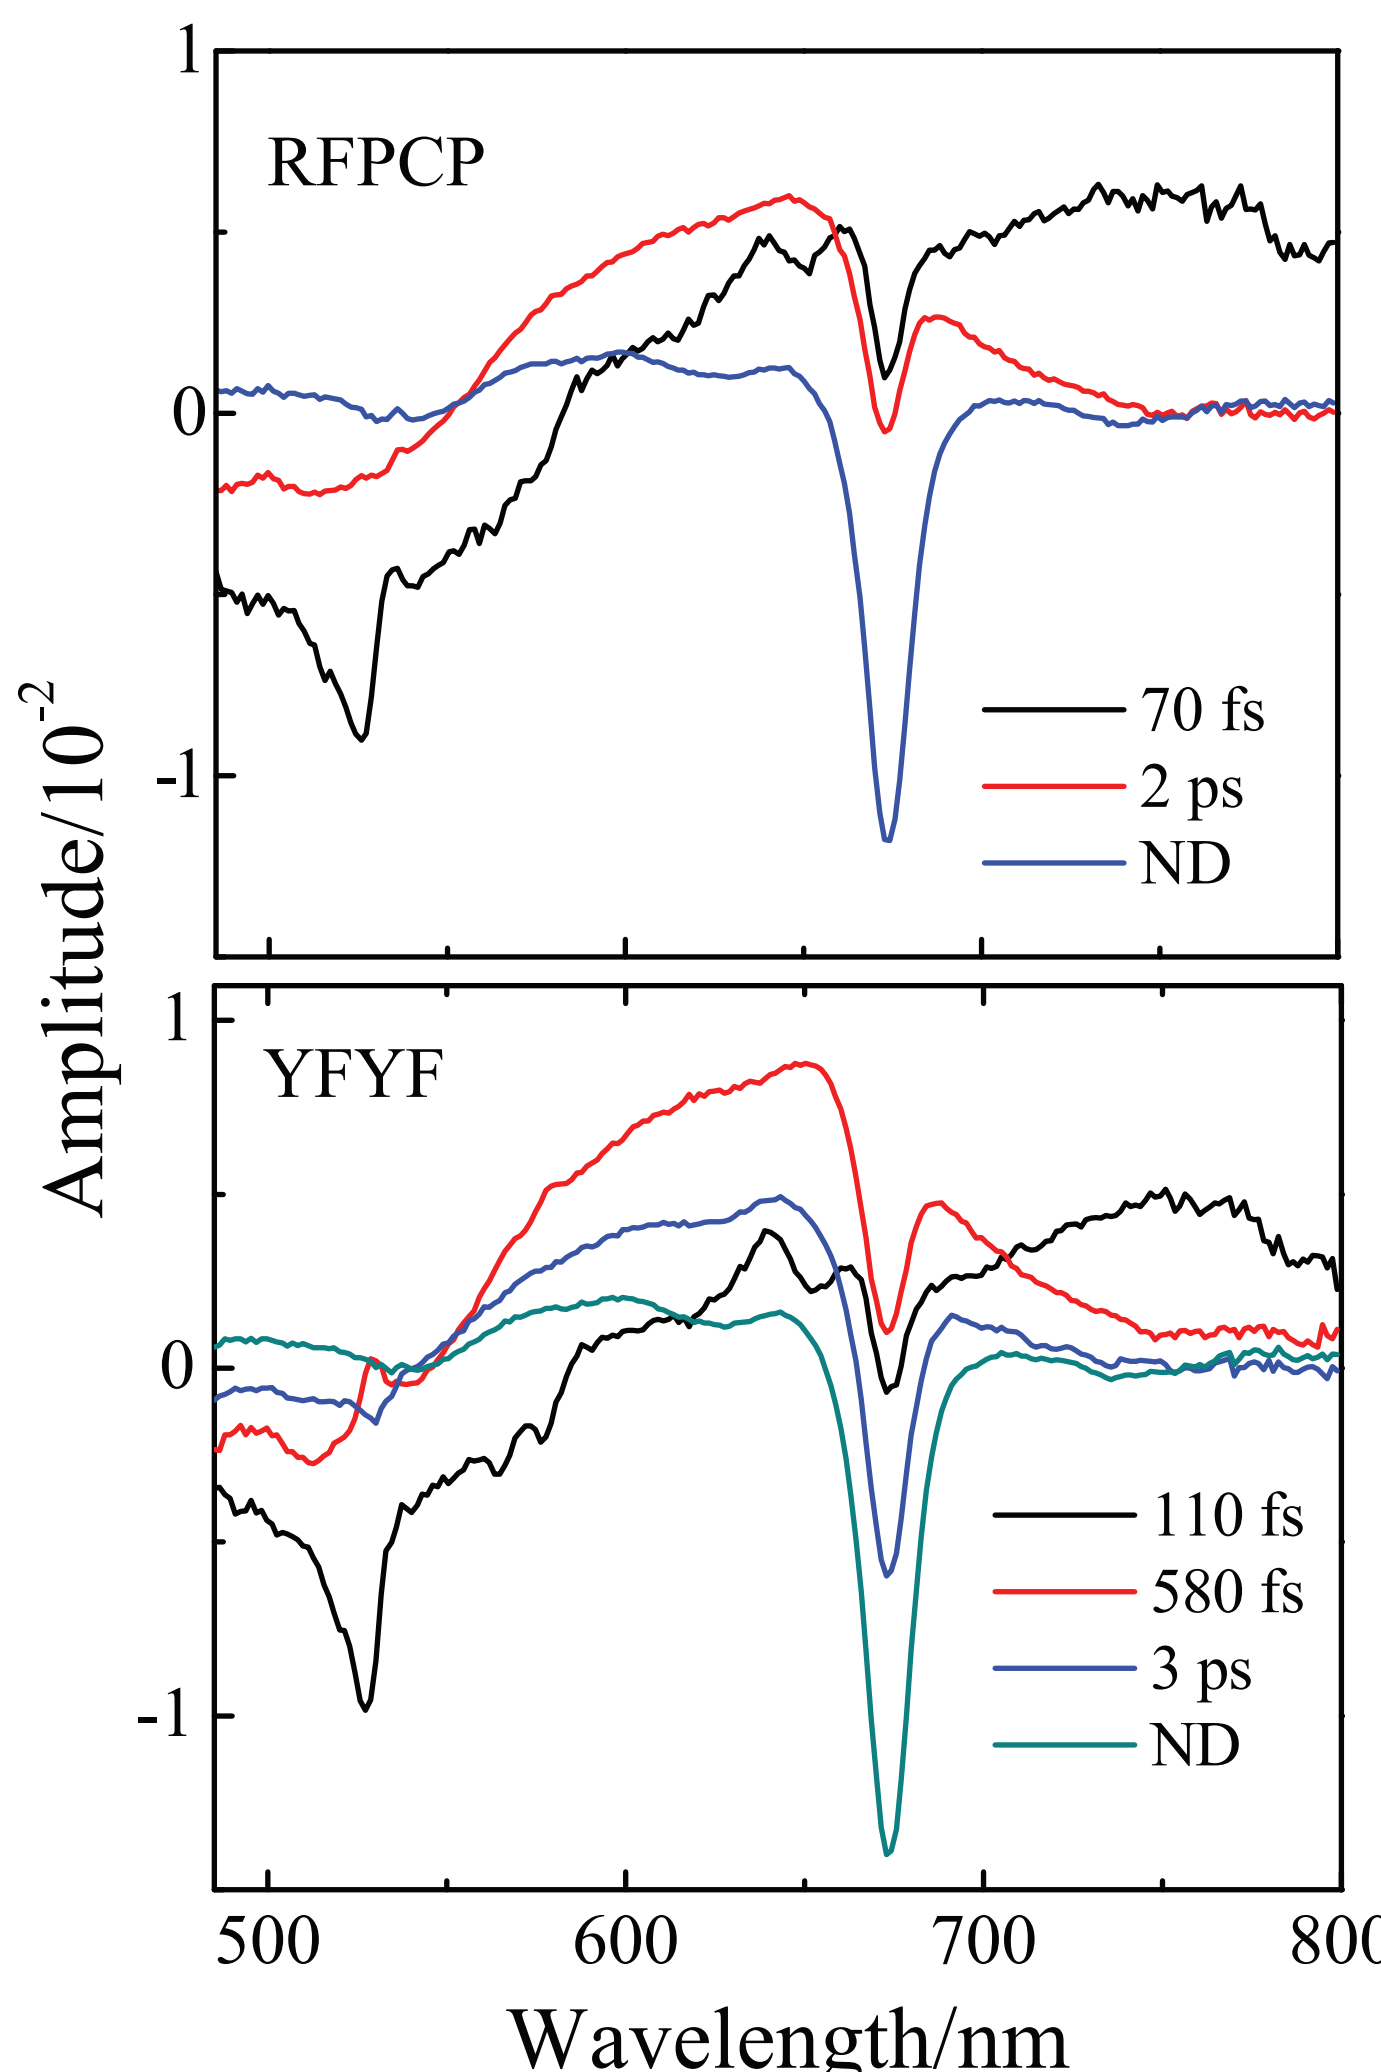 1
RFPCP
0
-1
70 fs
2 ps
ND
Amplitude/10⁻²
1
YFYF
0
-1
110 fs
580 fs
3 ps
ND
500 600 700 800
Wavelength/nm